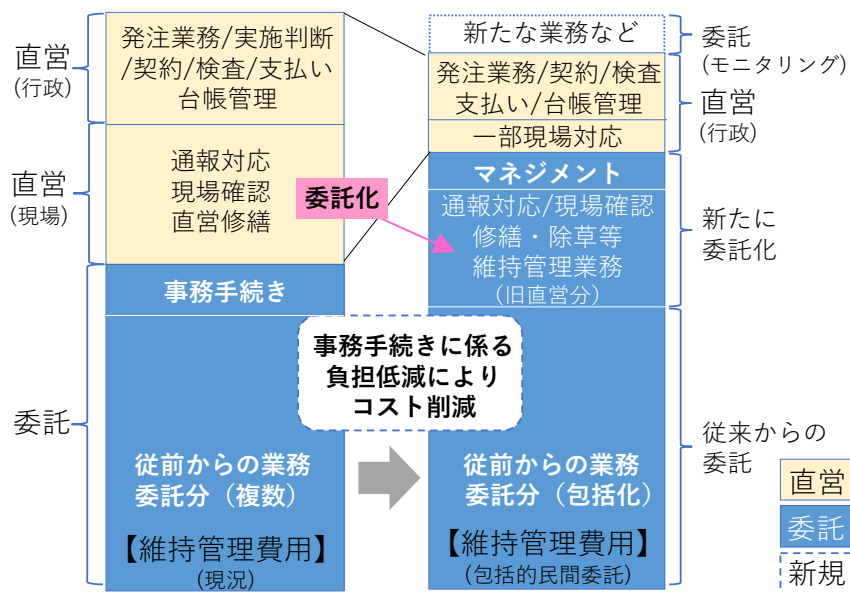 直営
(行政)
発注業務/実施判断
/契約/検査/支払い
台帳管理
直営
(現場)
通報対応
現場確認
直営修繕
委託
事務手続き
従前からの業務
委託分（複数）
【維持管理費用】
(現況)
委託化
事務手続きに係る
負担低減により
コスト削減
新たな業務など
発注業務/契約/検査
支払い/台帳管理
一部現場対応
マネジメント
通報対応/現場確認
修繕・除草等
維持管理業務
(旧直営分)
従前からの業務
委託分（包括化）
【維持管理費用】
(包括的民間委託)
委託
(モニタリング)
直営
(行政)
新たに
委託化
従来からの
委託
直営
委託
新規